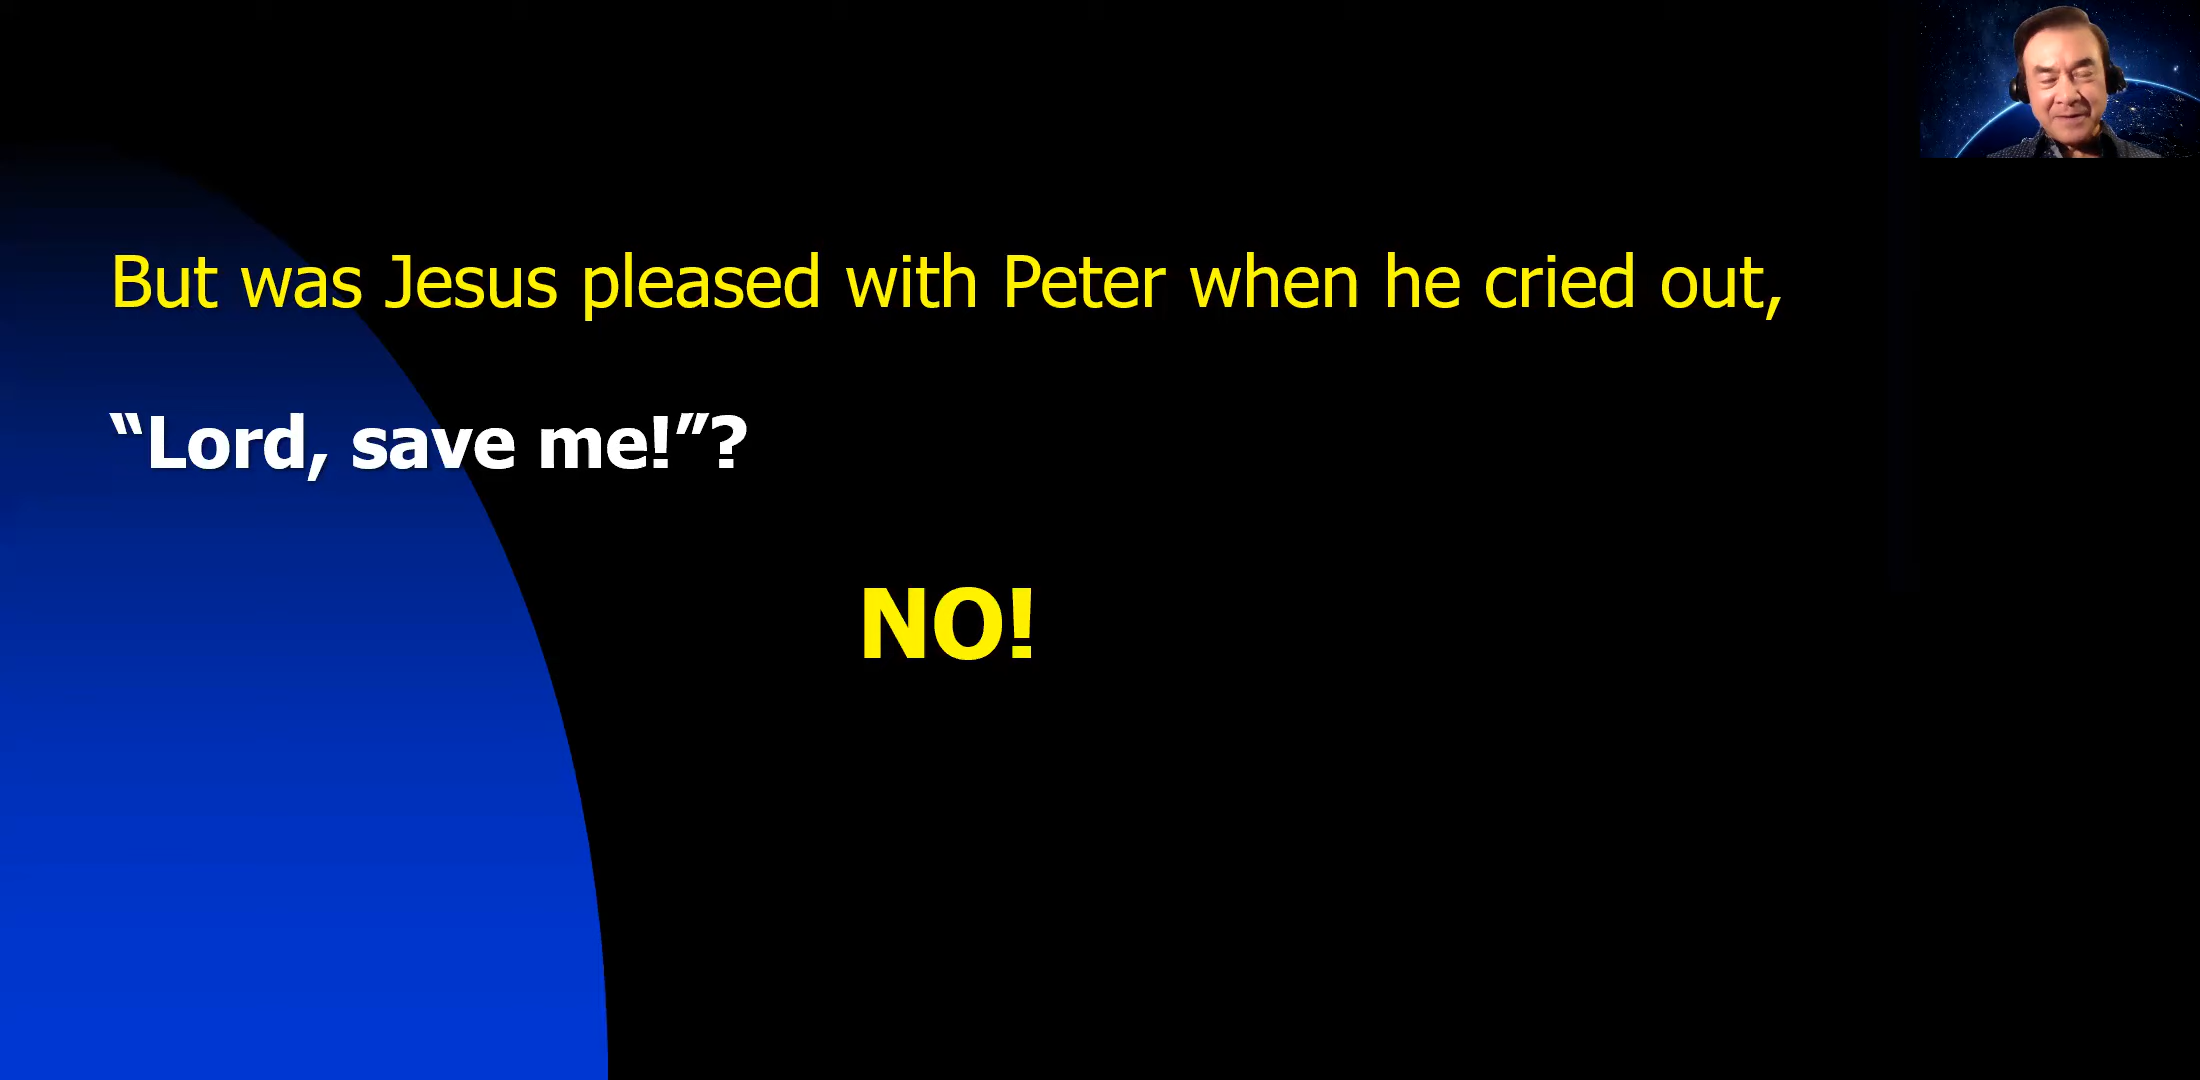 But was Jesus pleased with Peter when he cried out,
“Lord, save me!”?
NO!